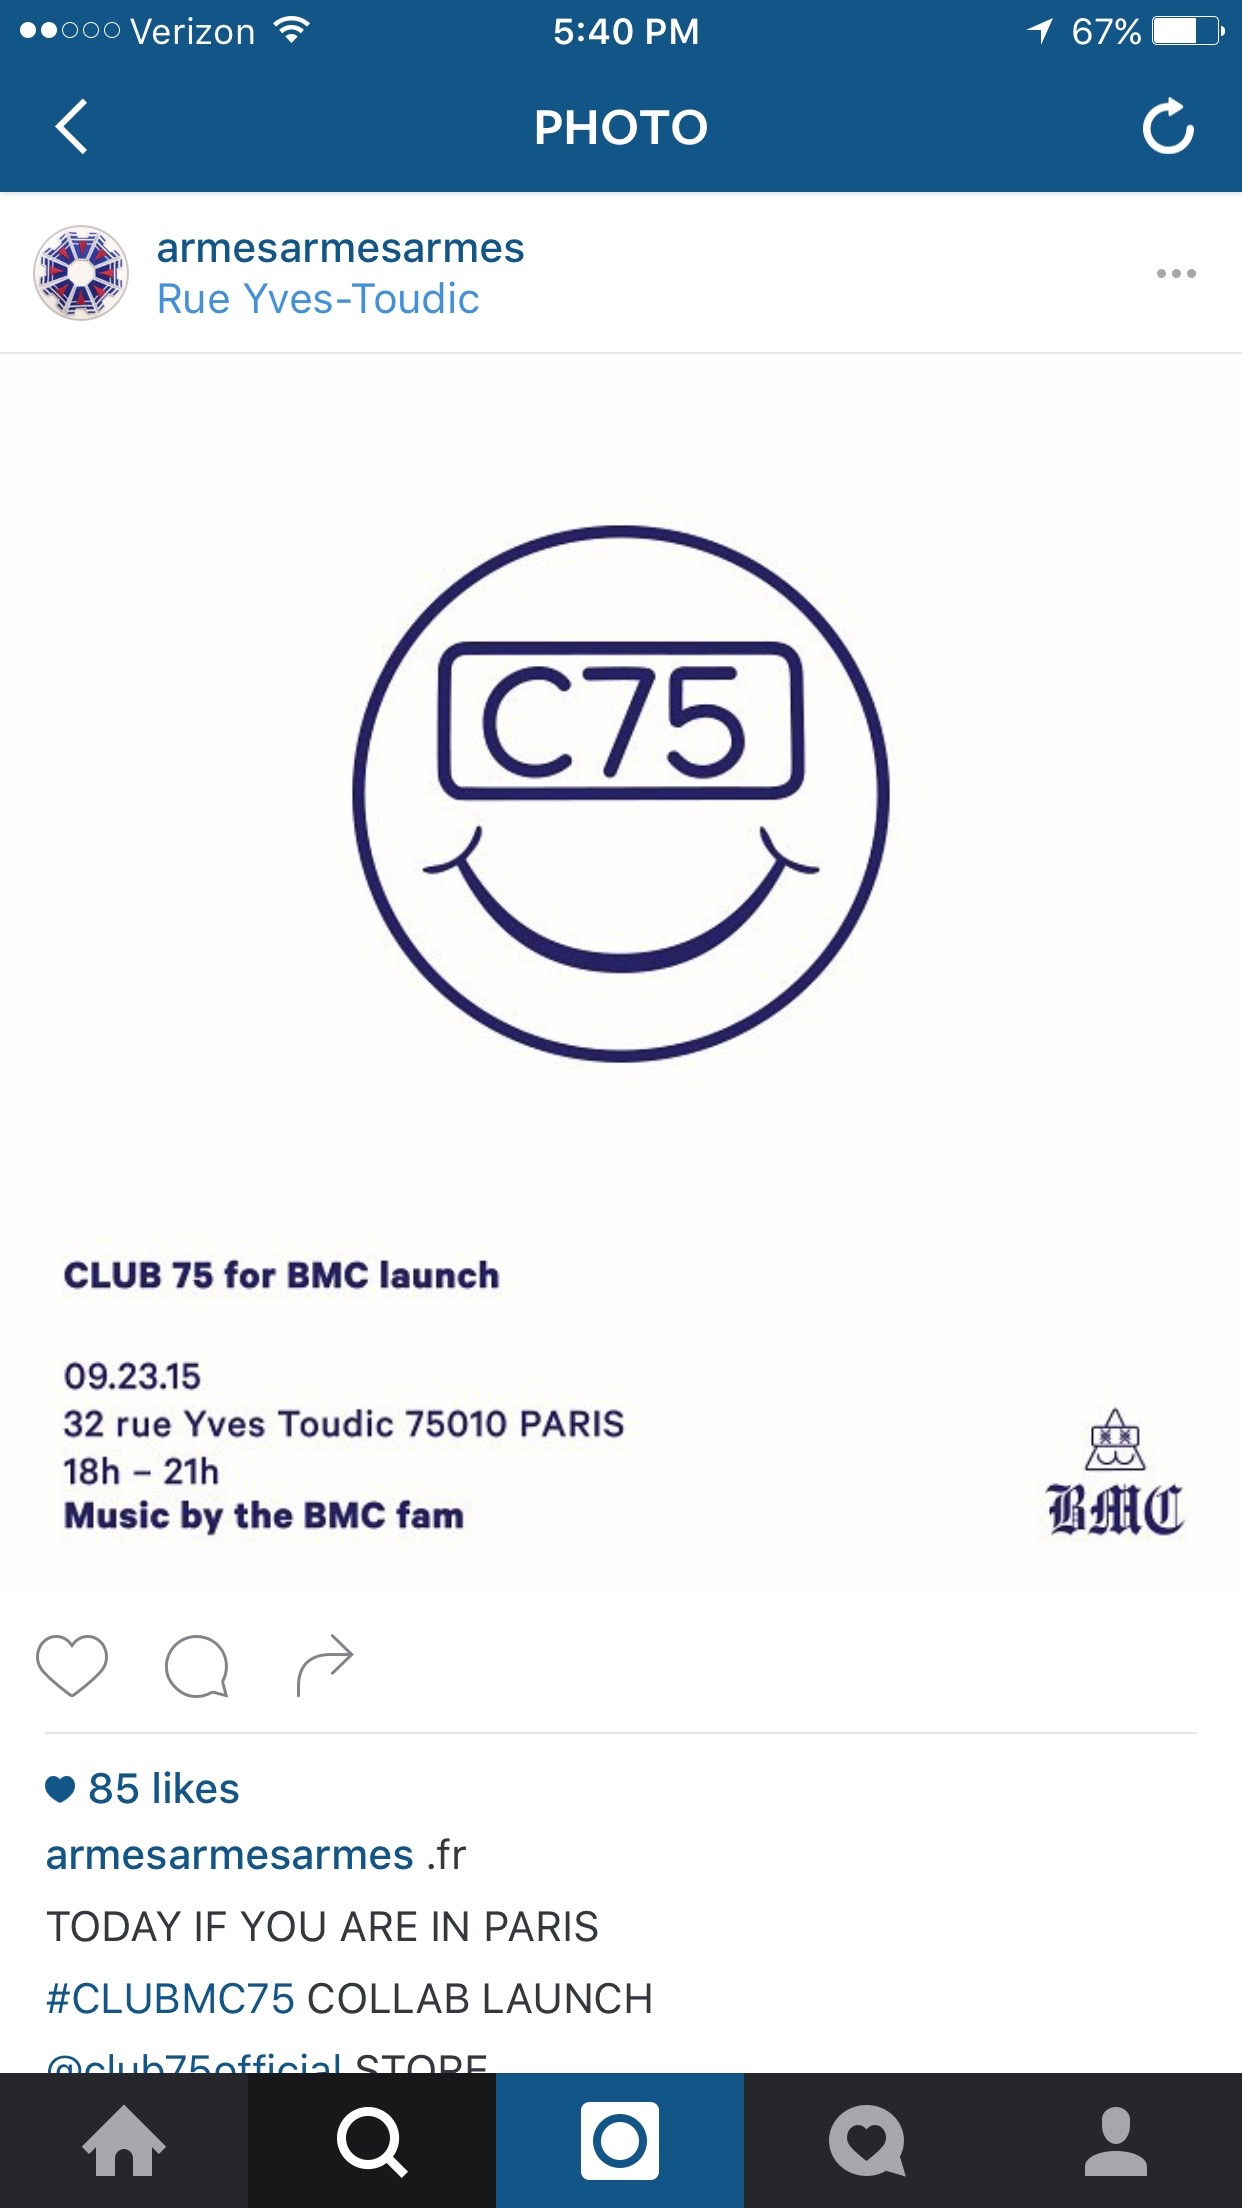 Verizon 5:40 PM 67%
PHOTO
armesarmesarmes
Rue Yves-Toudic
C75
CLUB 75 for BMC launch
09.23.15
32 rue Yves Toudic 75010 PARIS
18h – 21h
Music by the BMC fam
BMC
85 likes
armesarmesarmes .fr
TODAY IF YOU ARE IN PARIS
#CLUBMC75 COLLAB LAUNCH
@club75official STORE